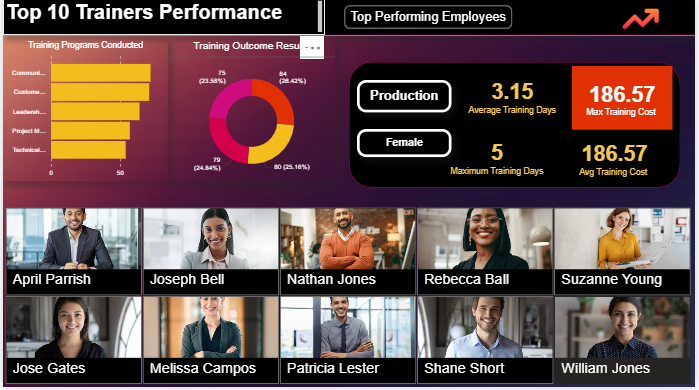 Top 10 Trainers Performance
Top Performing Employees
Training Programs Conducted
Communi...
Custome...
Leadersh...
Project M...
Technical...
0
50
Training Outcome Resu
75
(23.58%)
84
(26.42%)
79
(24.84%)
80 (25.16%)
Production
Female
3.15
Average Training Days
186.57
Max Training Cost
5
Maximum Training Days
186.57
Avg Training Cost
April Parrish
Joseph Bell
Nathan Jones
Rebecca Ball
Suzanne Young
Jose Gates
Melissa Campos
Patricia Lester
Shane Short
William Jones